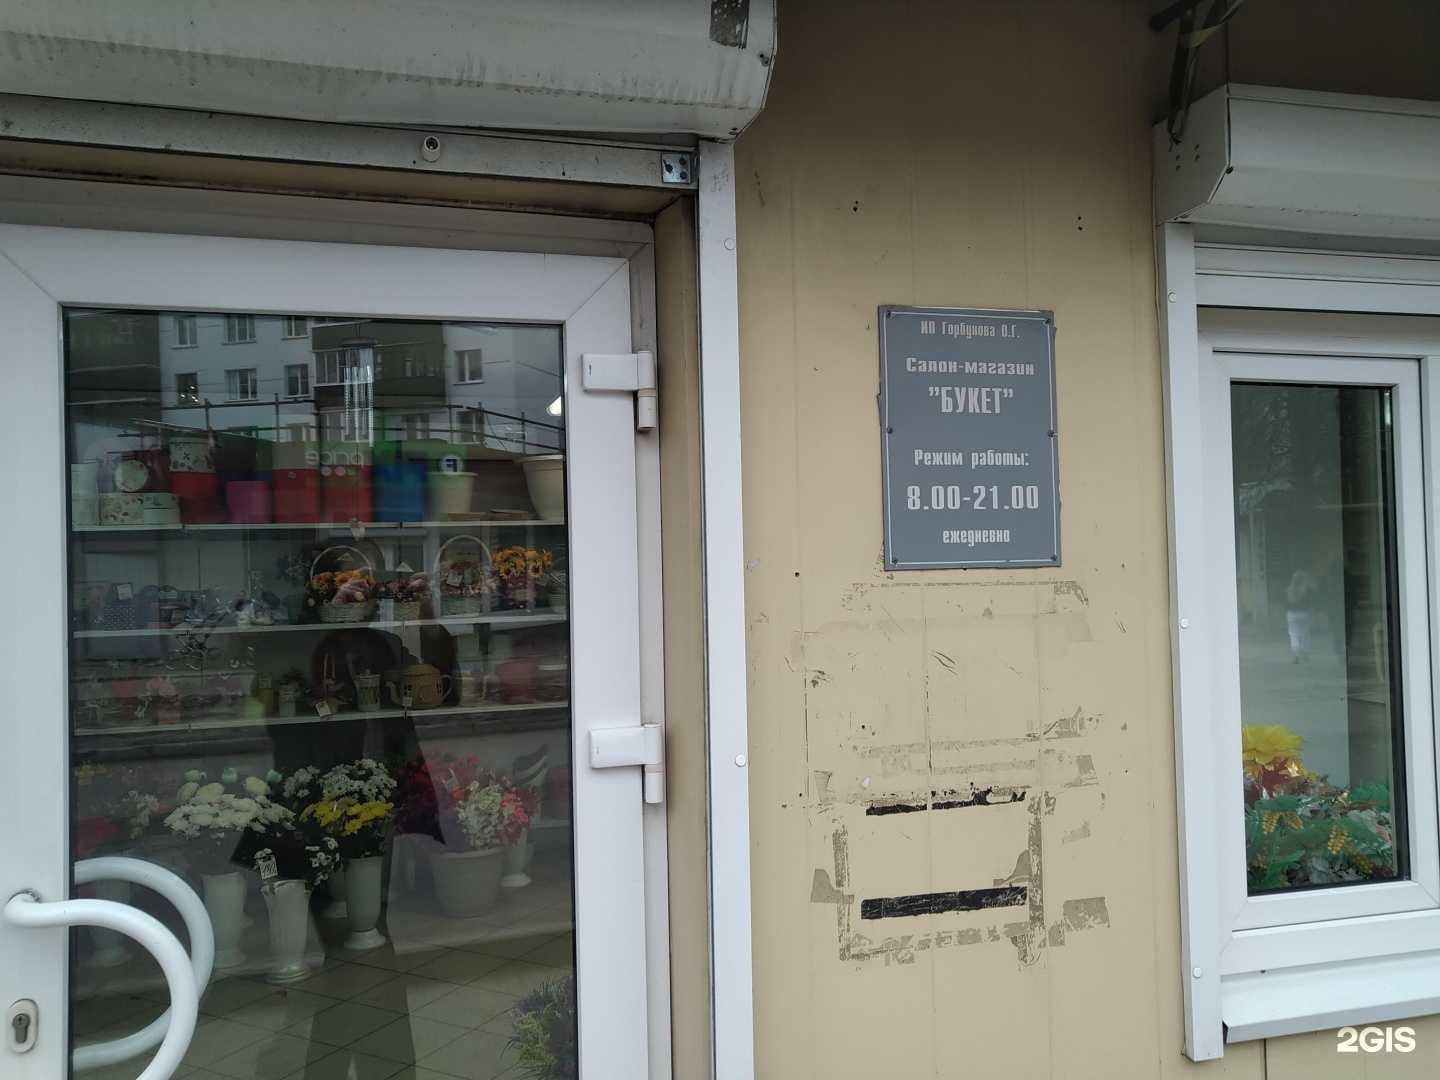 ИП Горбунова О.Г.
Салон-магазин
"БУКЕТ"
Режим работы:
8.00-21.00
ежедневно
2GIS